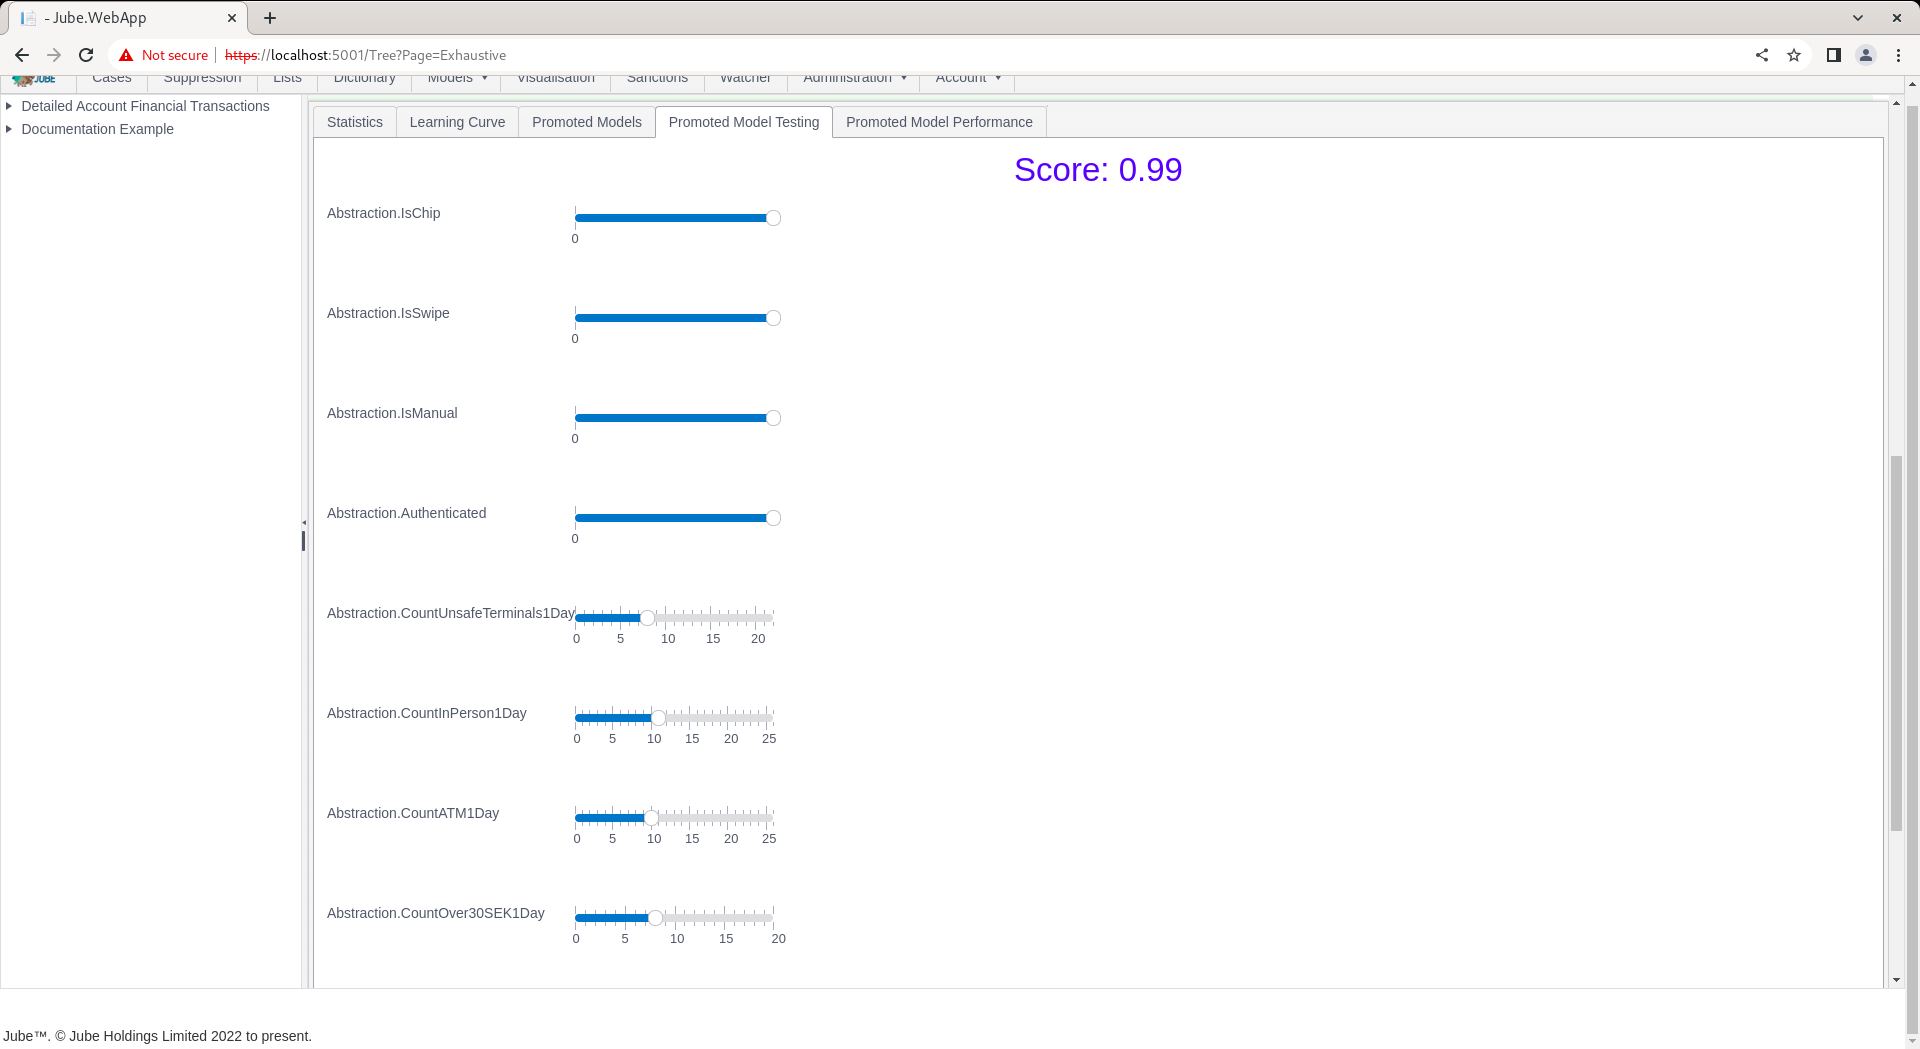 - Jube.WebApp
Not secure https://localhost:5001/Tree?Page=Exhaustive
JUBE Cases Suppression Lists Dictionary Models Visualisation Sanctions Watcher Administration Account
Detailed Account Financial Transactions
Documentation Example
Statistics Learning Curve Promoted Models Promoted Model Testing Promoted Model Performance
Score: 0.99
Abstraction.IsChip
0
Abstraction.IsSwipe
0
Abstraction.IsManual
0
Abstraction.Authenticated
0
Abstraction.CountUnsafeTerminals1Day
0 5 10 15 20
Abstraction.CountInPerson1Day
0 5 10 15 20 25
Abstraction.CountATM1Day
0 5 10 15 20 25
Abstraction.CountOver30SEK1Day
0 5 10 15 20
Jube™. © Jube Holdings Limited 2022 to present.